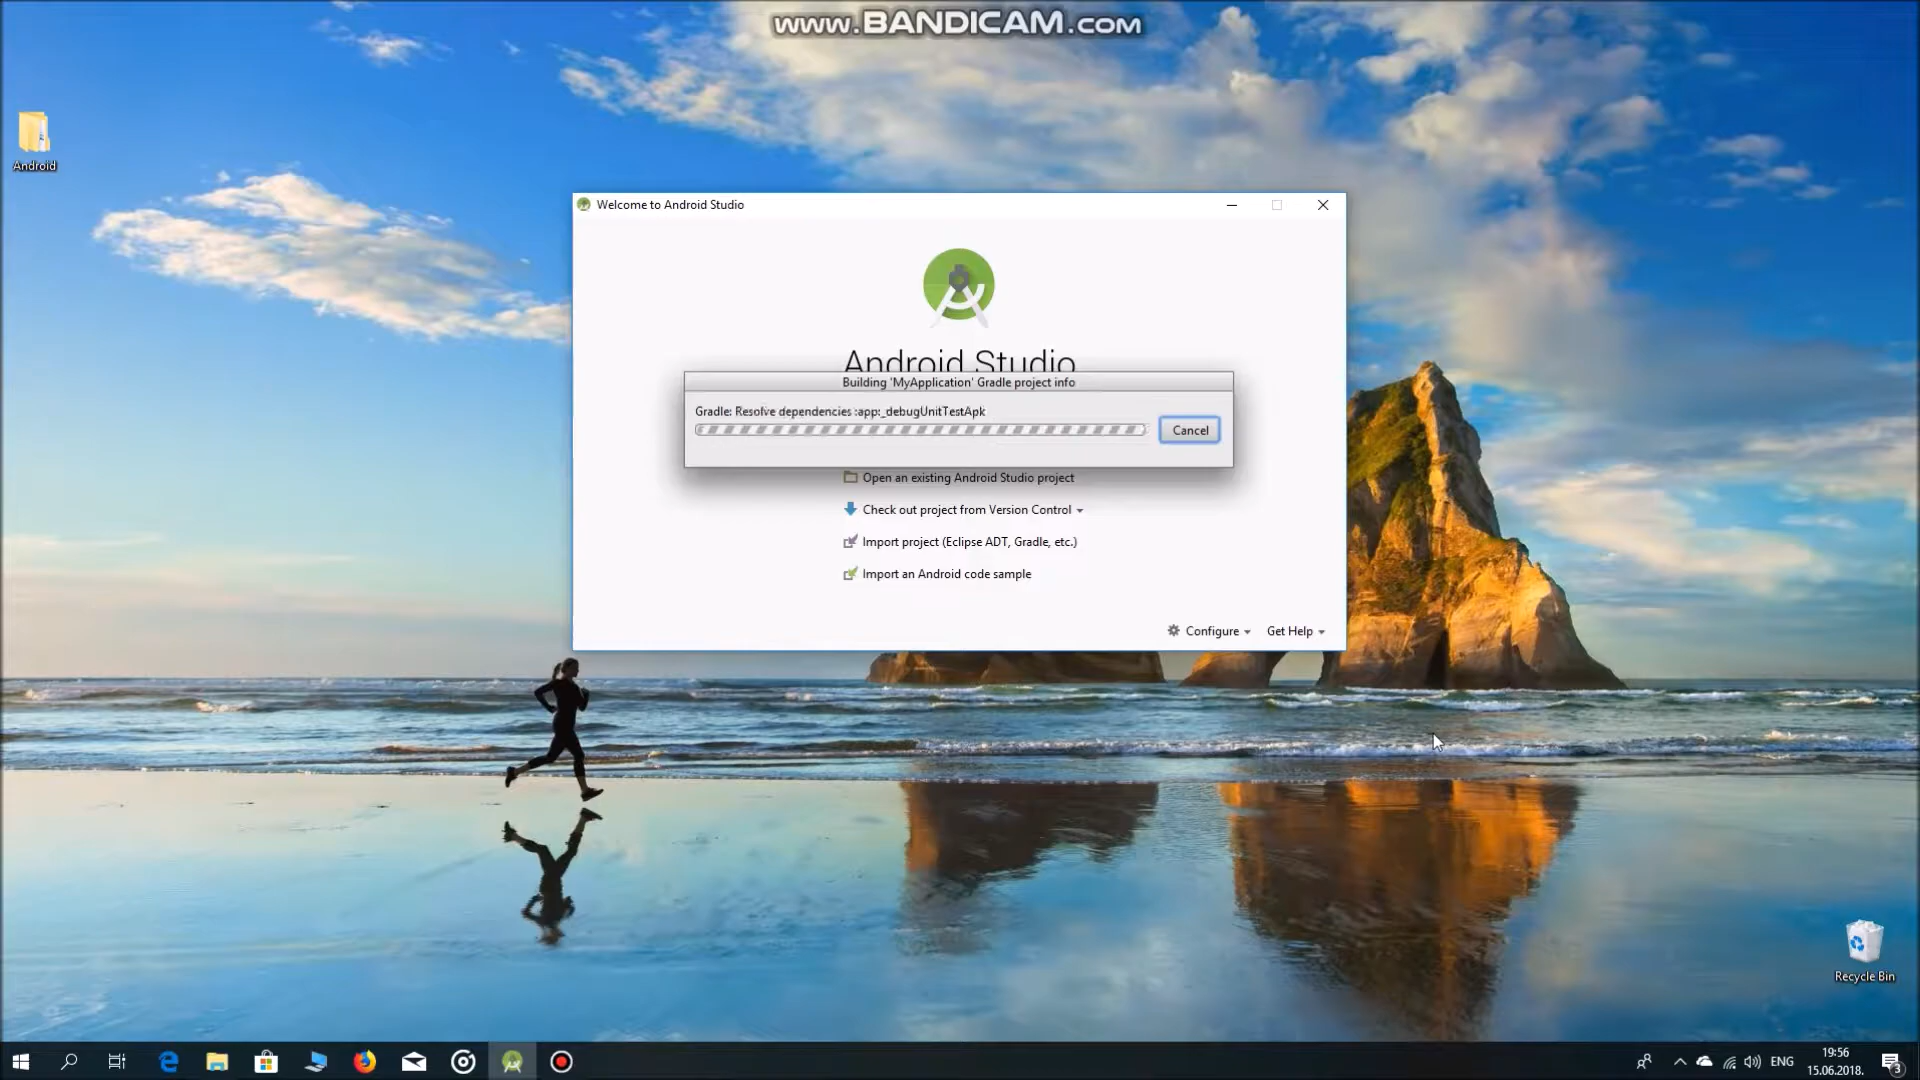 www.BANDICAM.com
Android
Welcome to Android Studio
Android Studio
Building 'MyApplication' Gradle project info
Gradle: Resolve dependencies :app:_debugUnitTestApk
Cancel
Open an existing Android Studio project
Check out project from Version Control
Import project (Eclipse ADT, Gradle, etc.)
Import an Android code sample
Configure
Get Help
Recycle Bin
ENG
19:56
15.06.2018.
3